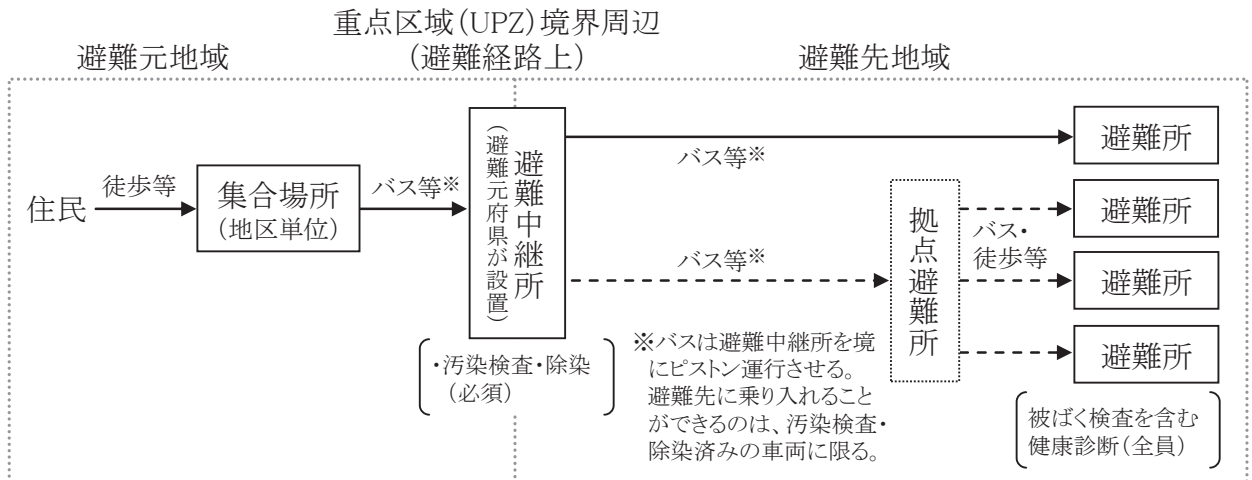 重点区域(UPZ)境界周辺
(避難経路上)
避難元地域
避難先地域
住民
徒歩等
集合場所
(地区単位)
バス等※
避難中継所
(避難元府県が設置)
・汚染検査・除染
(必須)
バス等※
バス等※
拠点避難所
バス・
徒歩等
避難所
避難所
避難所
避難所
※バスは避難中継所を境
にピストン運行させる。
避難先に乗り入れること
ができるのは、汚染検査・
除染済みの車両に限る。
被ばく検査を含む
健康診断(全員)